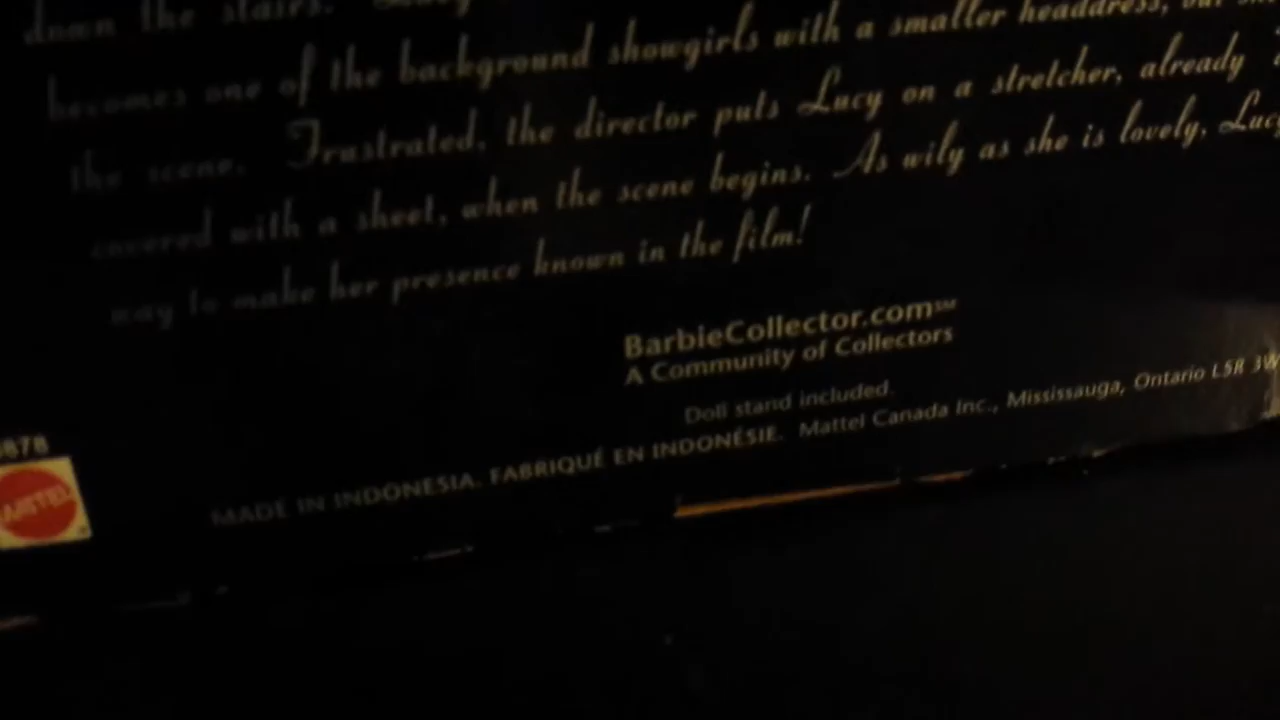 down the stairs.
becomes one of the background showgirls with a smaller headdress,
the scene. Frustrated, the director puts Lucy on a stretcher, already
covered with a sheet, when the scene begins. As wily as she is lovely, Lucy
way to make her presence known in the film!
BarbieCollector.com℠
A Community of Collectors
Doll stand included.
MADE IN INDONESIA. FABRIQUÉ EN INDONÉSIE. Mattel Canada Inc., Mississauga, Ontario L5R 3W
MATTEL